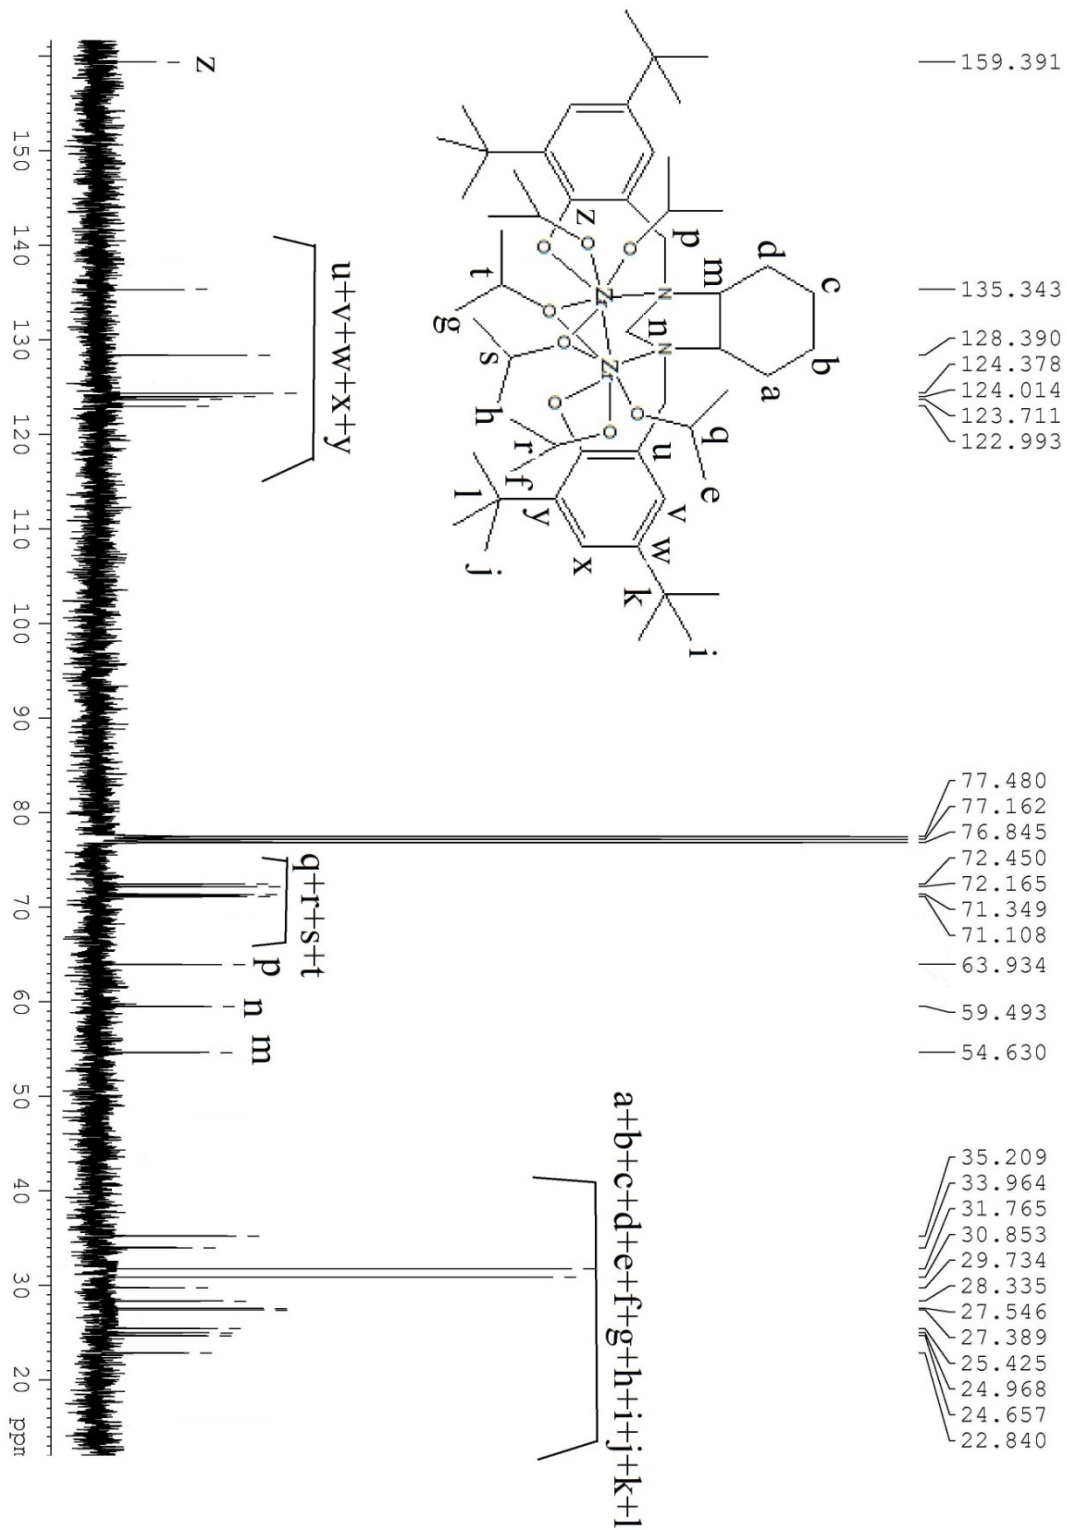 159.391
135.343
128.390
124.378
124.014
123.711
122.993
77.480
77.162
76.845
72.450
72.165
71.349
71.108
63.934
59.493
54.630
35.209
33.964
31.765
30.853
29.734
28.335
27.546
27.389
25.425
24.968
24.657
22.840
d
c
b
a
m
p
n
N
N
z
O
O
O
Zr
t
g
O
O
Zr
s
h
O
O
O
q
e
r
f
u
v
w
x
y
l
j
k
i
z
u+v+w+x+y
q+r+s+t
p
n
m
a+b+c+d+e+f+g+h+i+j+k+l
150
140
130
120
110
100
90
80
70
60
50
40
30
20
ppm